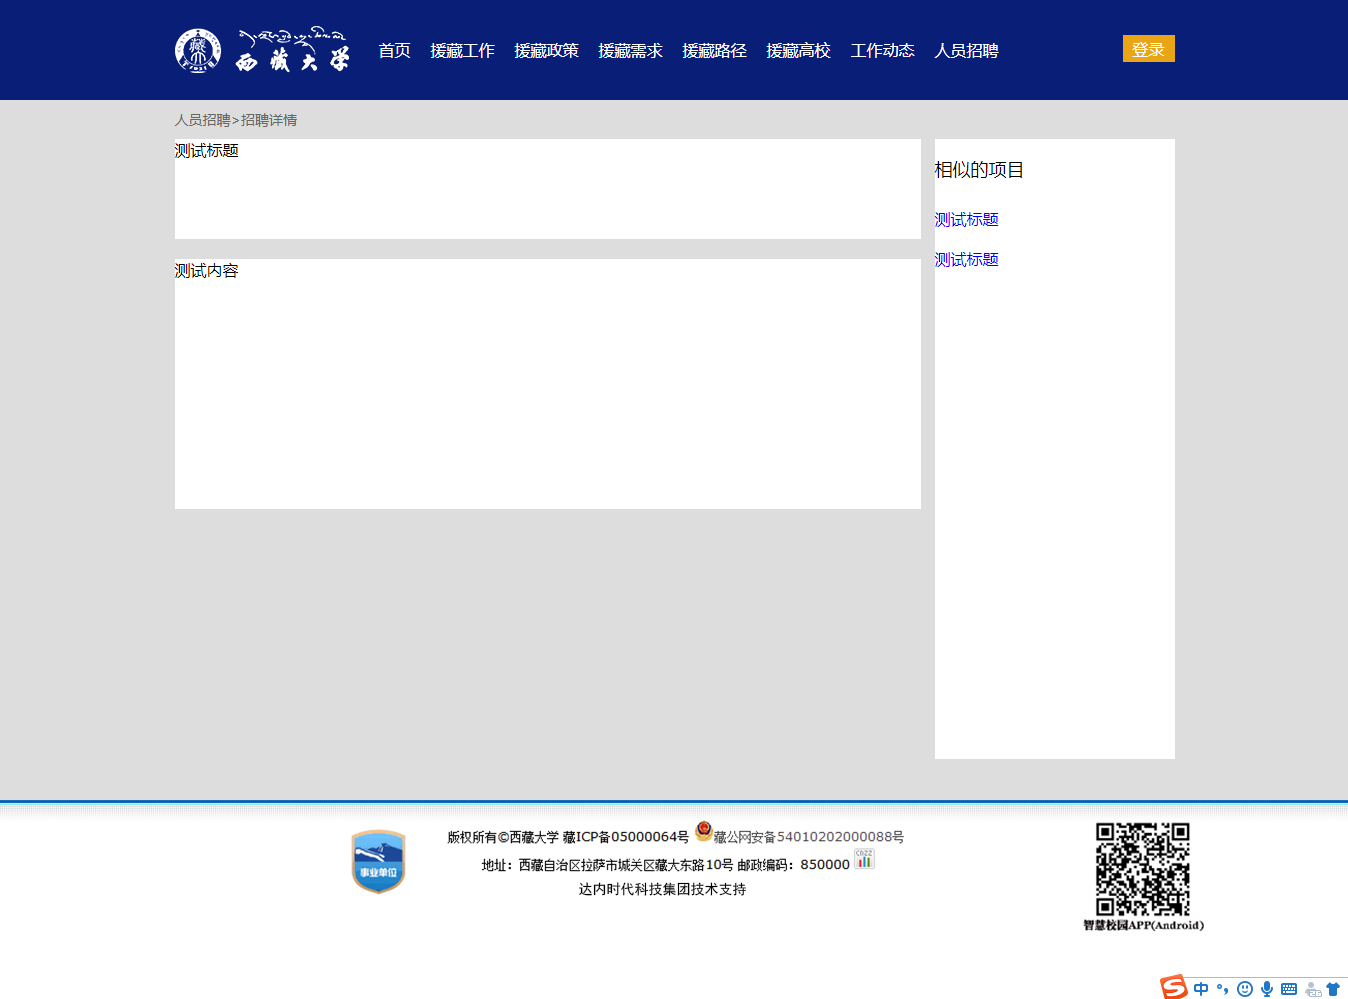 西藏大学
首页 援藏工作 援藏政策 援藏需求 援藏路径 援藏高校 工作动态 人员招聘
登录
人员招聘>招聘详情
测试标题
测试内容
相似的项目
测试标题
测试标题
事业单位
版权所有©西藏大学 藏ICP备05000064号 藏公网安备54010202000088号
地址：西藏自治区拉萨市城关区藏大东路10号 邮政编码：850000
达内时代科技集团技术支持
智慧校园APP(Android)
中